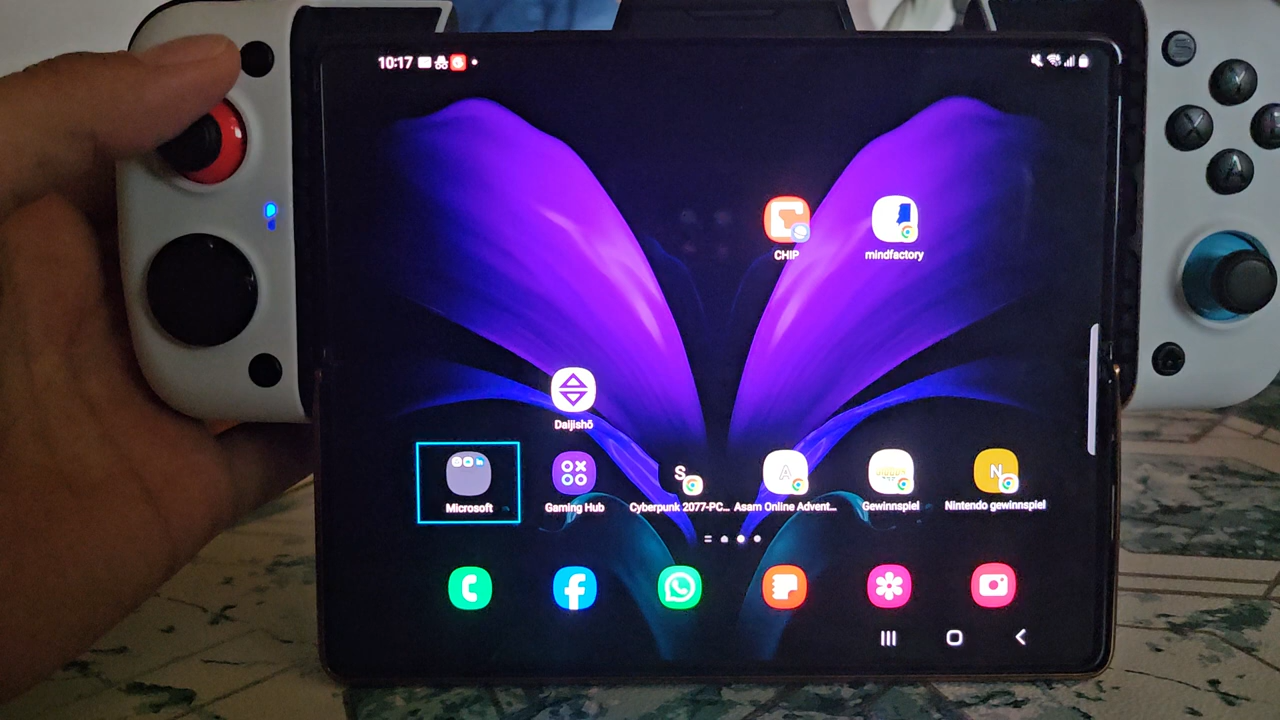 10:17
S
Y
X
A
CHIP
mindfactory
Daijishō
Microsoft
Gaming Hub
S
Cyberpunk 2077-PC...
A
Asam Online Advent...
Gewinnspiel
N
Nintendo gewinnspiel